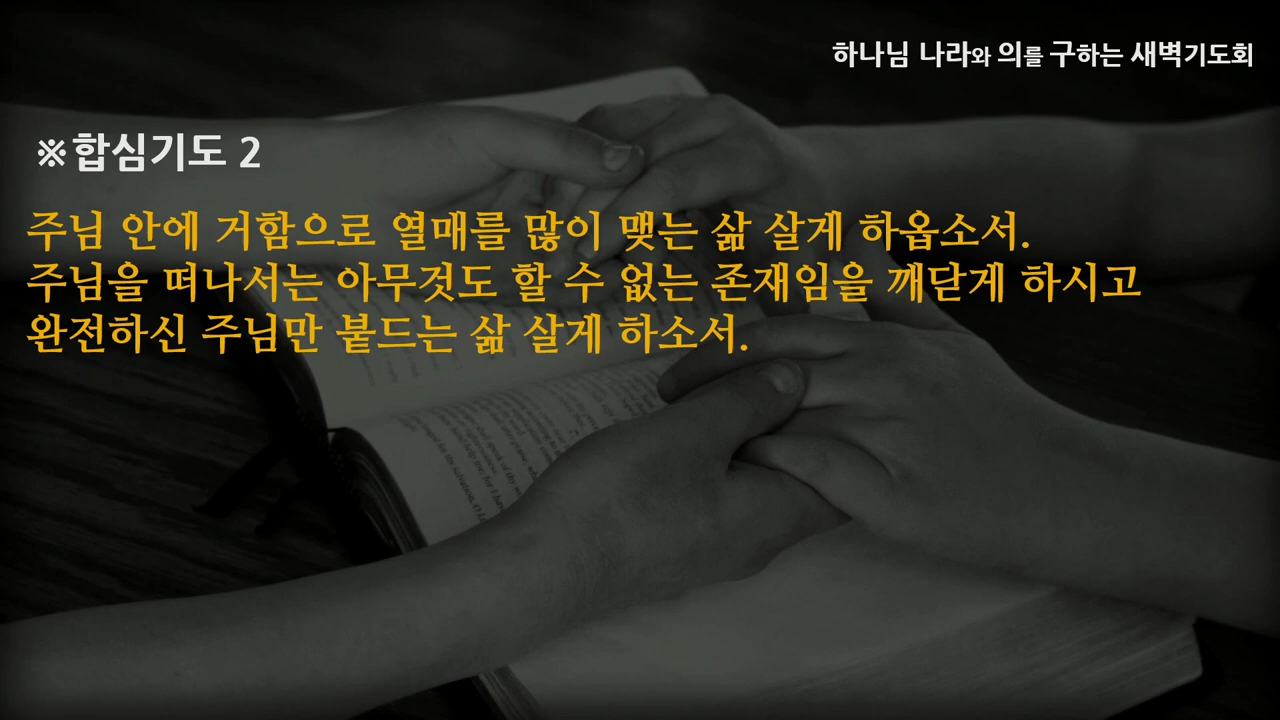 하나님 나라와 의를 구하는 새벽기도회
※합심기도 2
주님 안에 거함으로 열매를 많이 맺는 삶 살게 하옵소서.
주님을 떠나서는 아무것도 할 수 없는 존재임을 깨닫게 하시고
완전하신 주님만 붙드는 삶 살게 하소서.